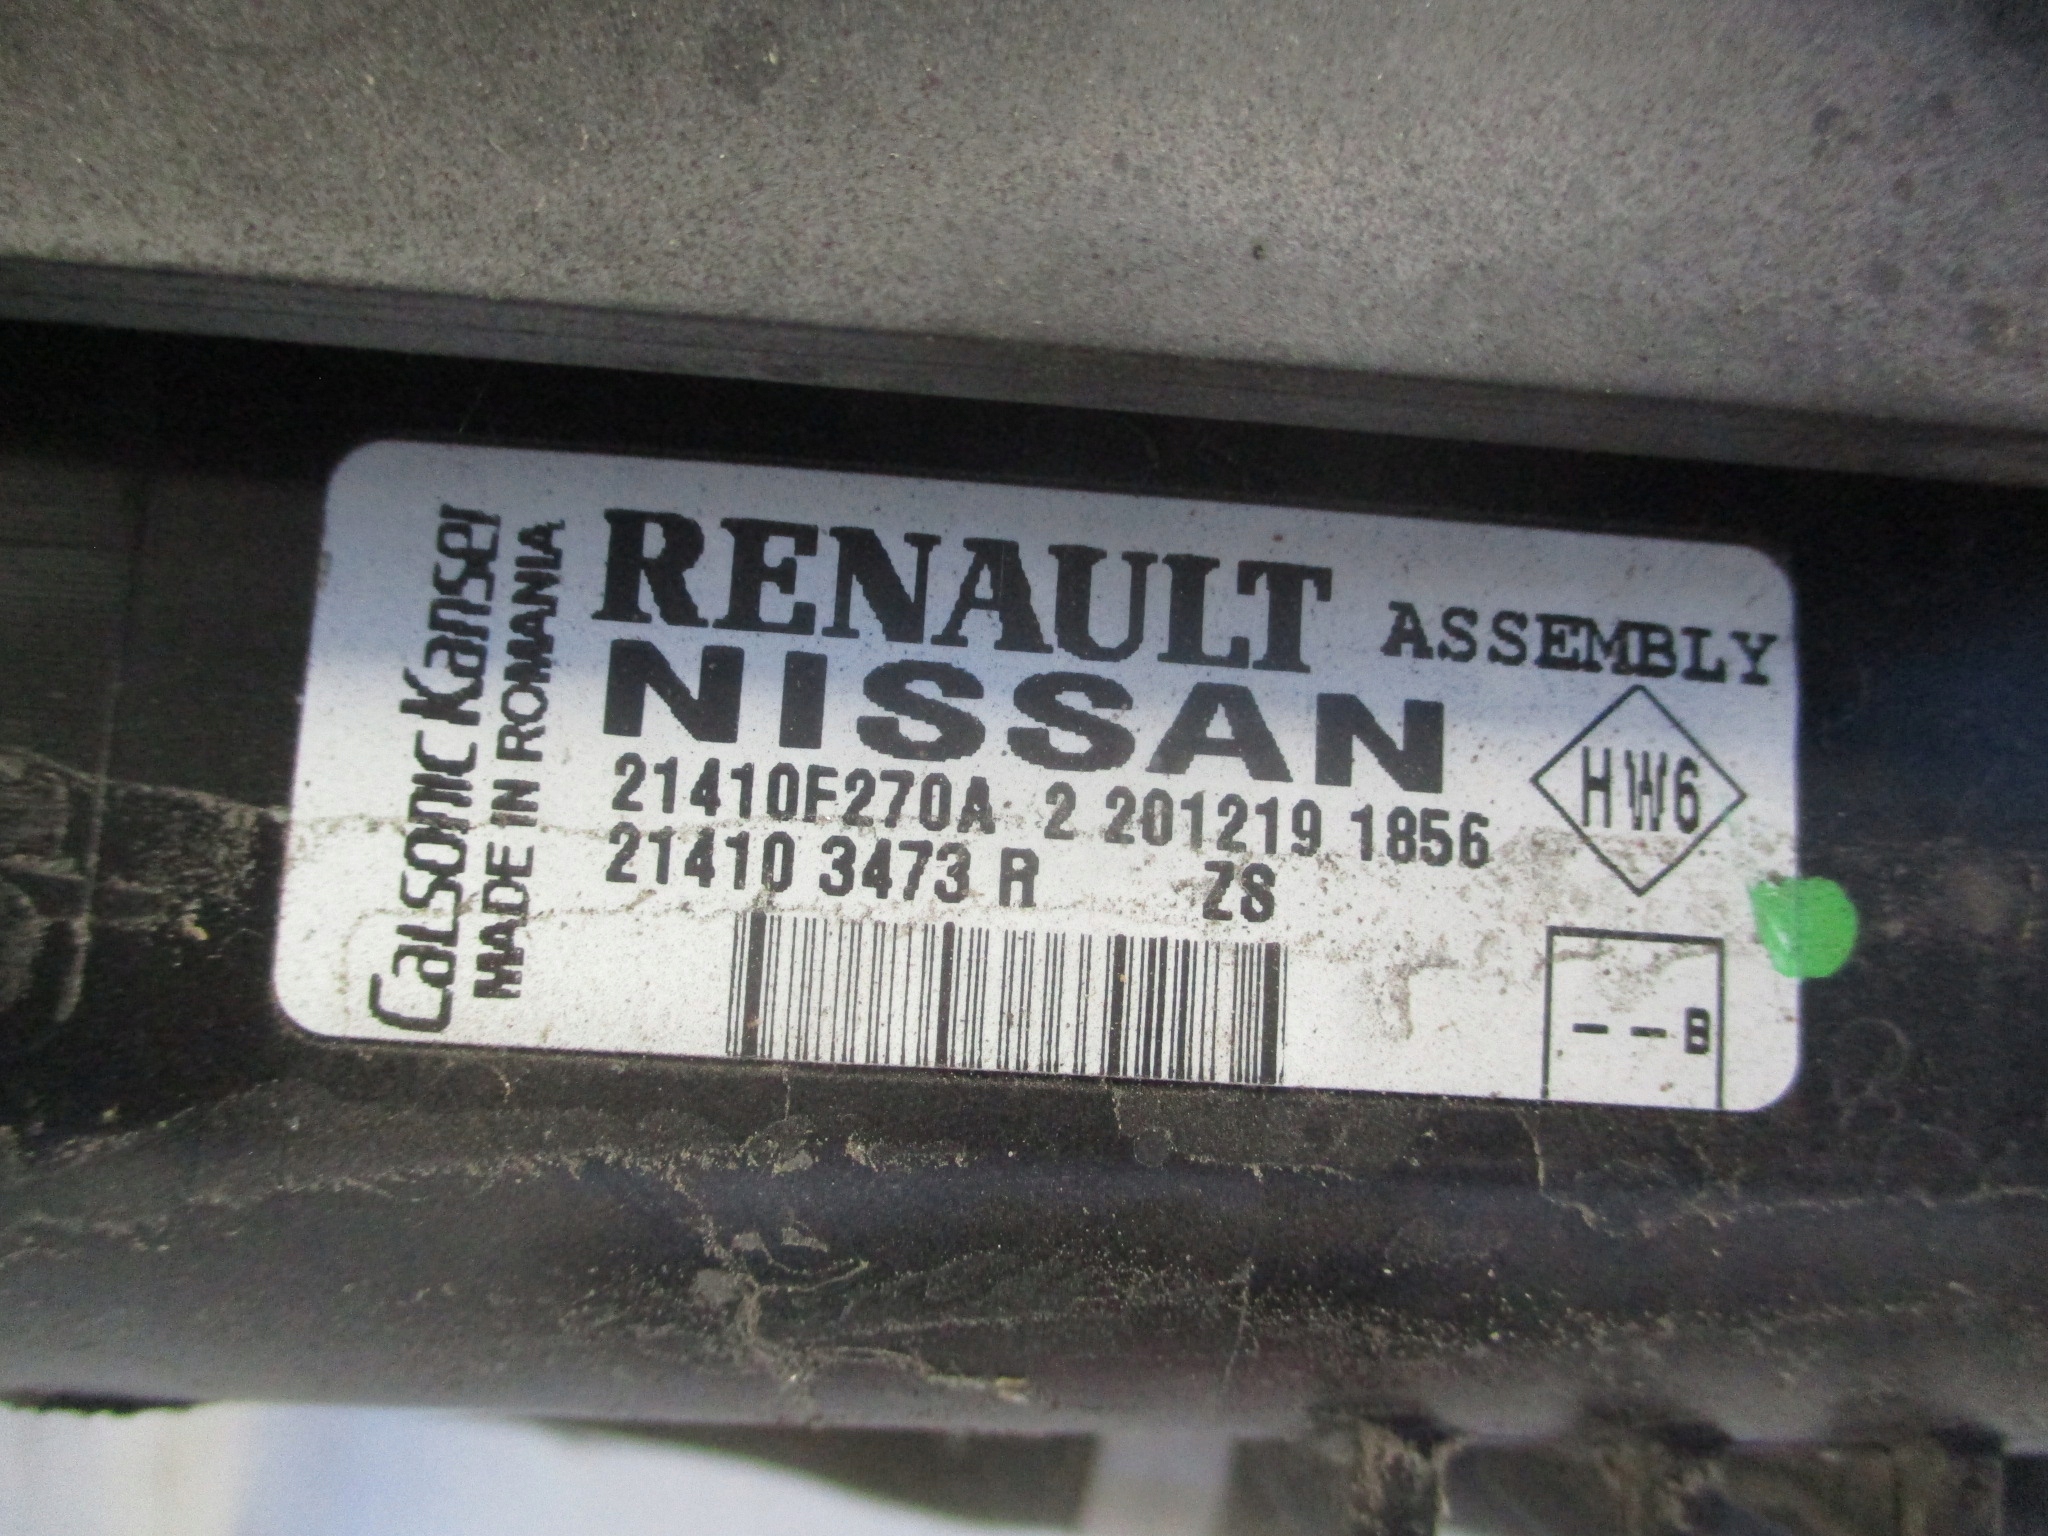 Calsonic Kansei
MADE IN ROMANIA
RENAULT ASSEMBLY
NISSAN
HW6
21410F270A 2 201219 1856
21410 3473 R ZS
--B